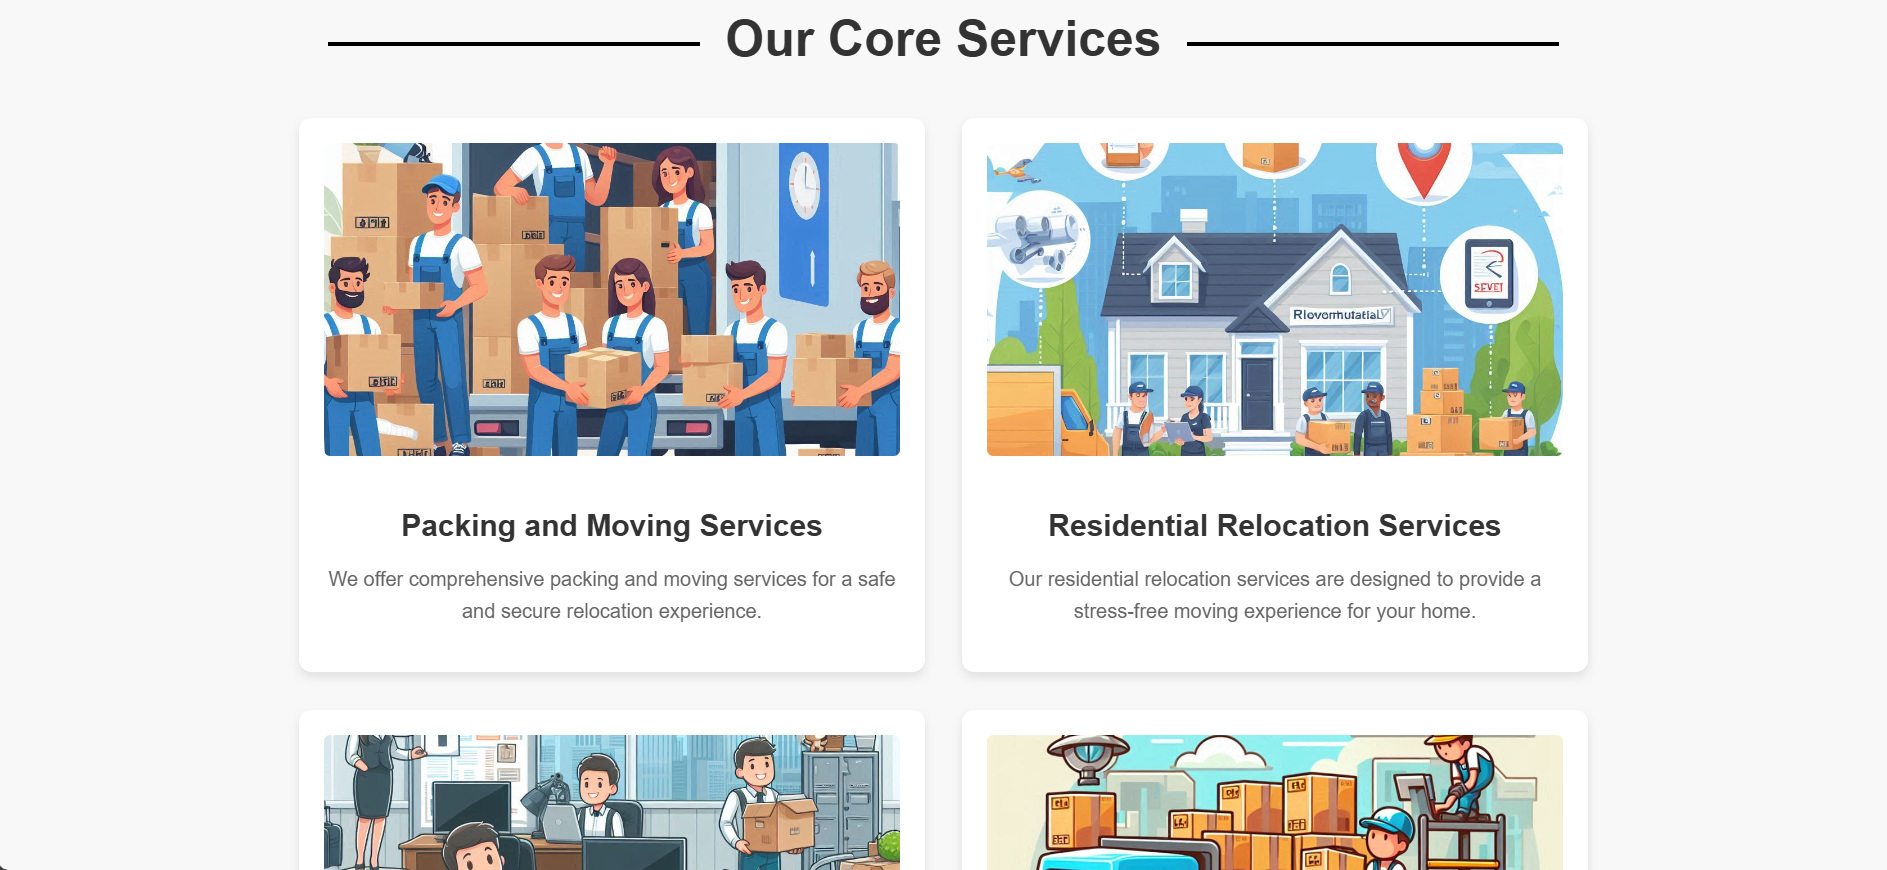 Our Core Services
Riovornutatial
SEVET
Packing and Moving Services
We offer comprehensive packing and moving services for a safe
and secure relocation experience.
Residential Relocation Services
Our residential relocation services are designed to provide a
stress-free moving experience for your home.